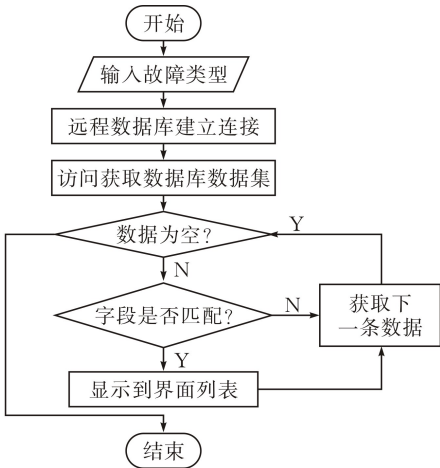 开始
输入故障类型
远程数据库建立连接
访问获取数据库数据集
数据为空?
Y
N
字段是否匹配?
N
获取下
一条数据
Y
显示到界面列表
结束